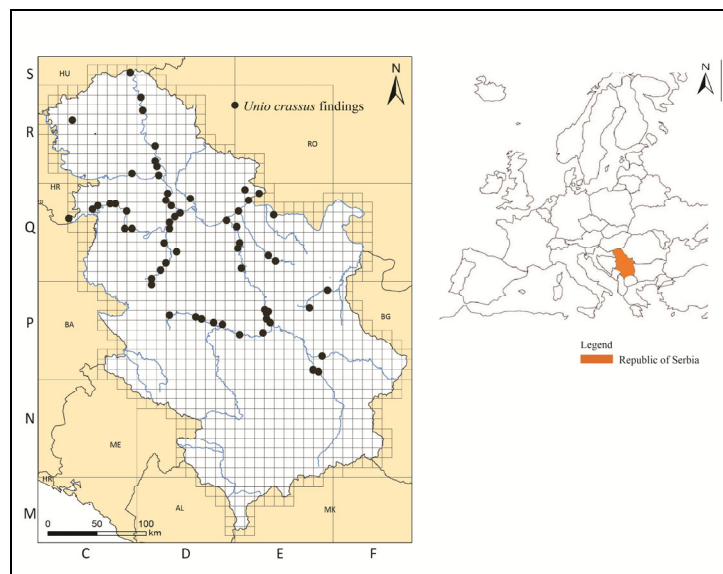 S
HU
N
N
Unio crassus findings
R
RO
HR
Q
P
BA
BG
Legend
Republic of Serbia
N
ME
HR
M
AL
MK
0 50 100
km
C D E F